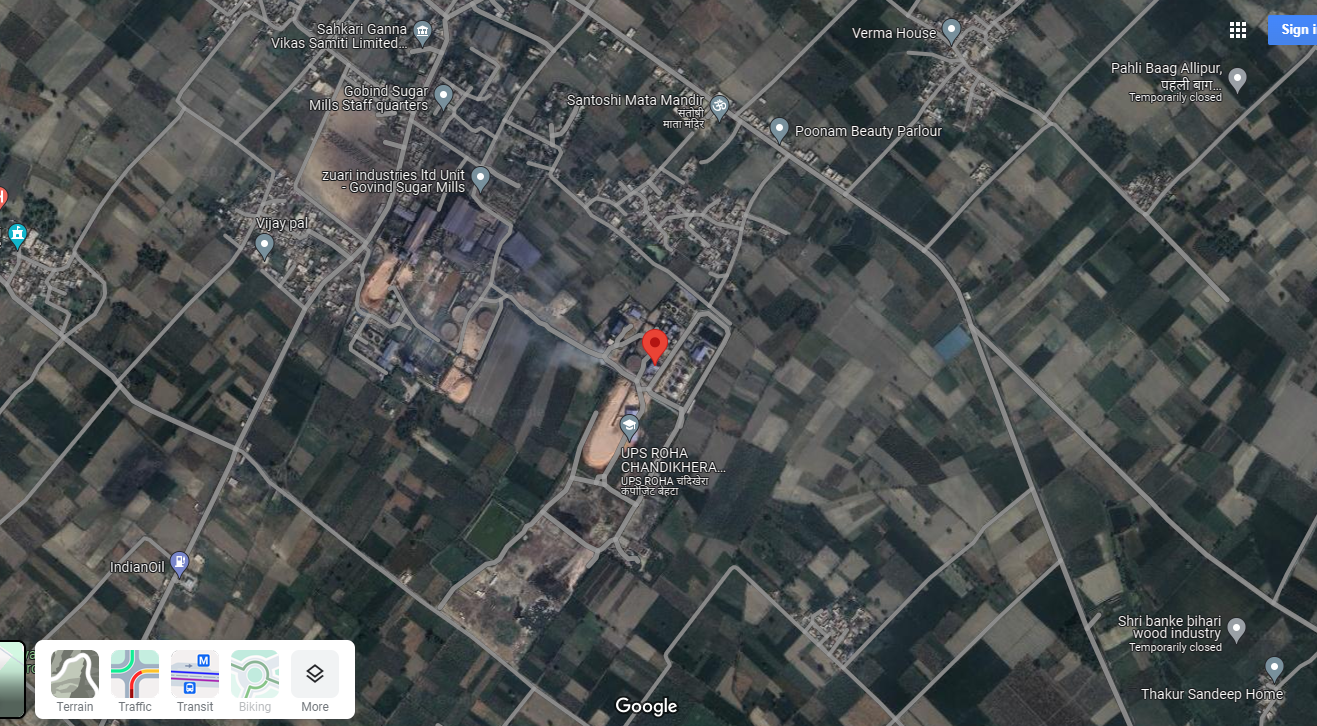 Sahkari Ganna
Vikas Samiti Limited...
Verma House
Sign i
Pahli Baag Allipur,
पहली बाग...
Temporarily closed
Gobind Sugar
Mills Staff quarters
Santoshi Mata Mandir
संतोषी
माता मंदिर
Poonam Beauty Parlour
zuari industries ltd Unit
- Govind Sugar Mills
Vijay pal
UPS ROHA
CHANDIKHERA...
UPS ROHA चंदिखेरा
कंपोजिट बेहटा
IndianOil
Shri banke bihari
wood industry
Temporarily closed
Thakur Sandeep Home
Terrain
Traffic
M
Transit
Biking
More
Google